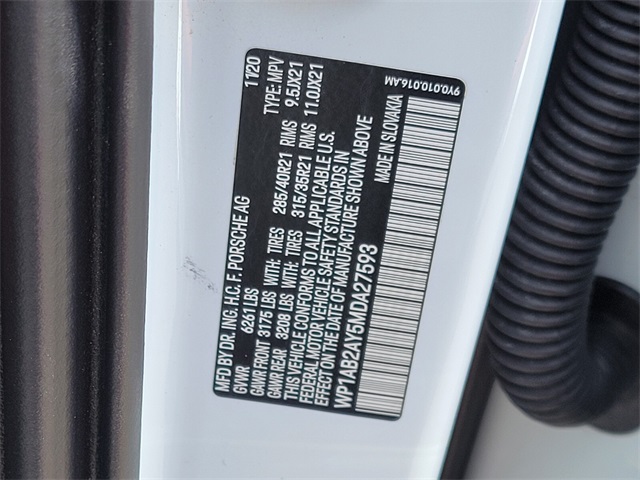 MFD BY DR. ING. H.C. F. PORSCHE AG 11/20
GVWR 6261 LBS TYPE: MPV
GAWR FRONT 3175 LBS WITH: TIRES 285/40R21 RIMS 9.5JX21
GAWR REAR 3208 LBS WITH: TIRES 315/35R21 RIMS 11.0JX21
THIS VEHICLE CONFORMS TO ALL APPLICABLE U.S.
FEDERAL MOTOR VEHICLE SAFETY STANDARDS IN
EFFECT ON THE DATE OF MANUFACTURE SHOWN ABOVE
WP1AB2AY5MDA27593 MADE IN SLOVAKIA
9Y0.010.016.AM